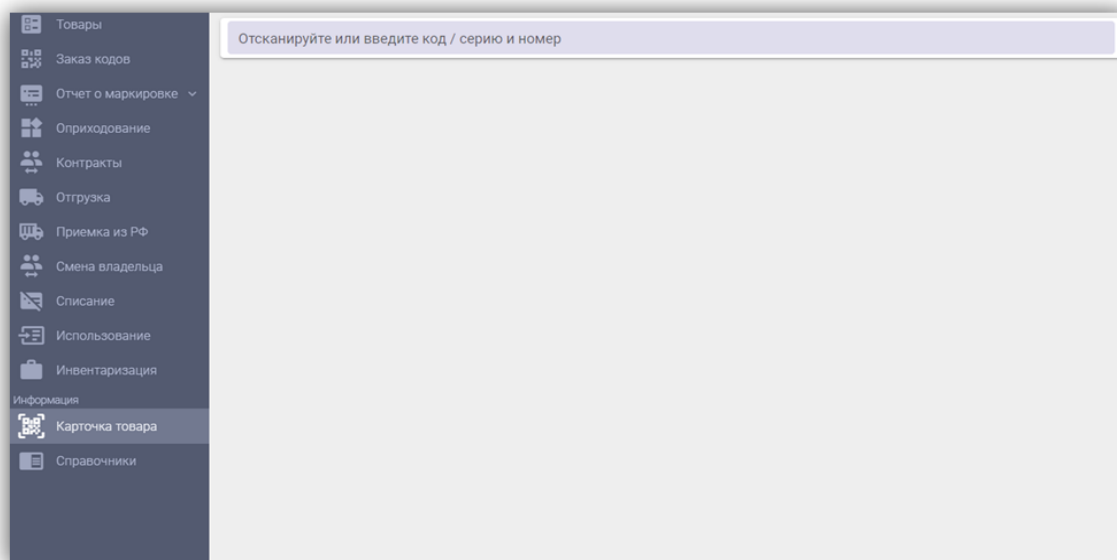 Товары
Отсканируйте или введите код / серию и номер
Заказ кодов
Отчет о маркировке
Оприходование
Контракты
Отгрузка
Приемка из РФ
Смена владельца
Списание
Использование
Инвентаризация
Информация
Карточка товара
Справочники